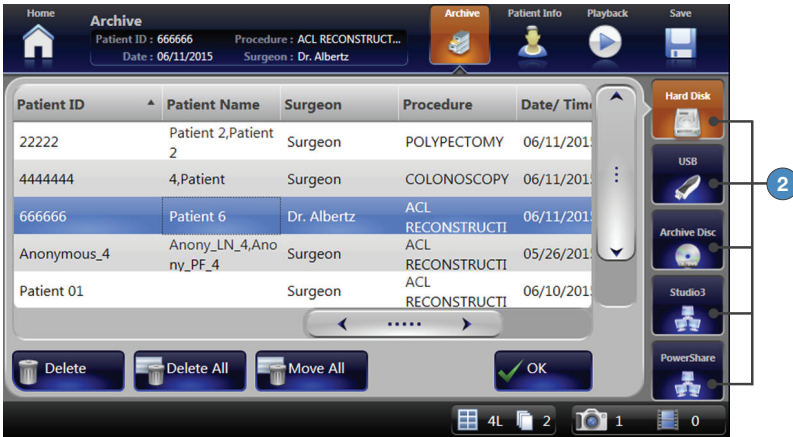 Home
Archive
Patient ID : 666666 Procedure : ACL RECONSTRUCT...
Date : 06/11/2015 Surgeon : Dr. Albertz
Archive
Patient Info
Playback
Save
Patient ID Patient Name Surgeon Procedure Date/ Time
22222 Patient 2,Patient 2 Surgeon POLYPECTOMY 06/11/201
4444444 4,Patient Surgeon COLONOSCOPY 06/11/201
666666 Patient 6 Dr. Albertz ACL RECONSTRUCTI 06/11/201
Anonymous_4 Anony_LN_4,Anony_PF_4 Surgeon ACL RECONSTRUCTI 05/26/201
Patient 01 Surgeon ACL RECONSTRUCTI 06/10/201
Hard Disk
USB
2
Archive Disc
Studio3
PowerShare
Delete
Delete All
Move All
OK
4L 2 1 0